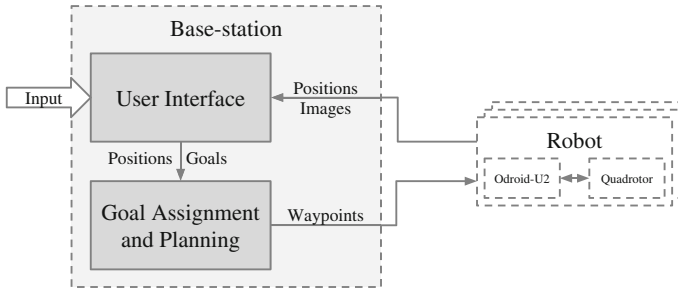 Base-station
Input
User Interface
Positions
Images
Positions Goals
Goal Assignment
and Planning
Waypoints
Robot
Odroid-U2
Quadrotor